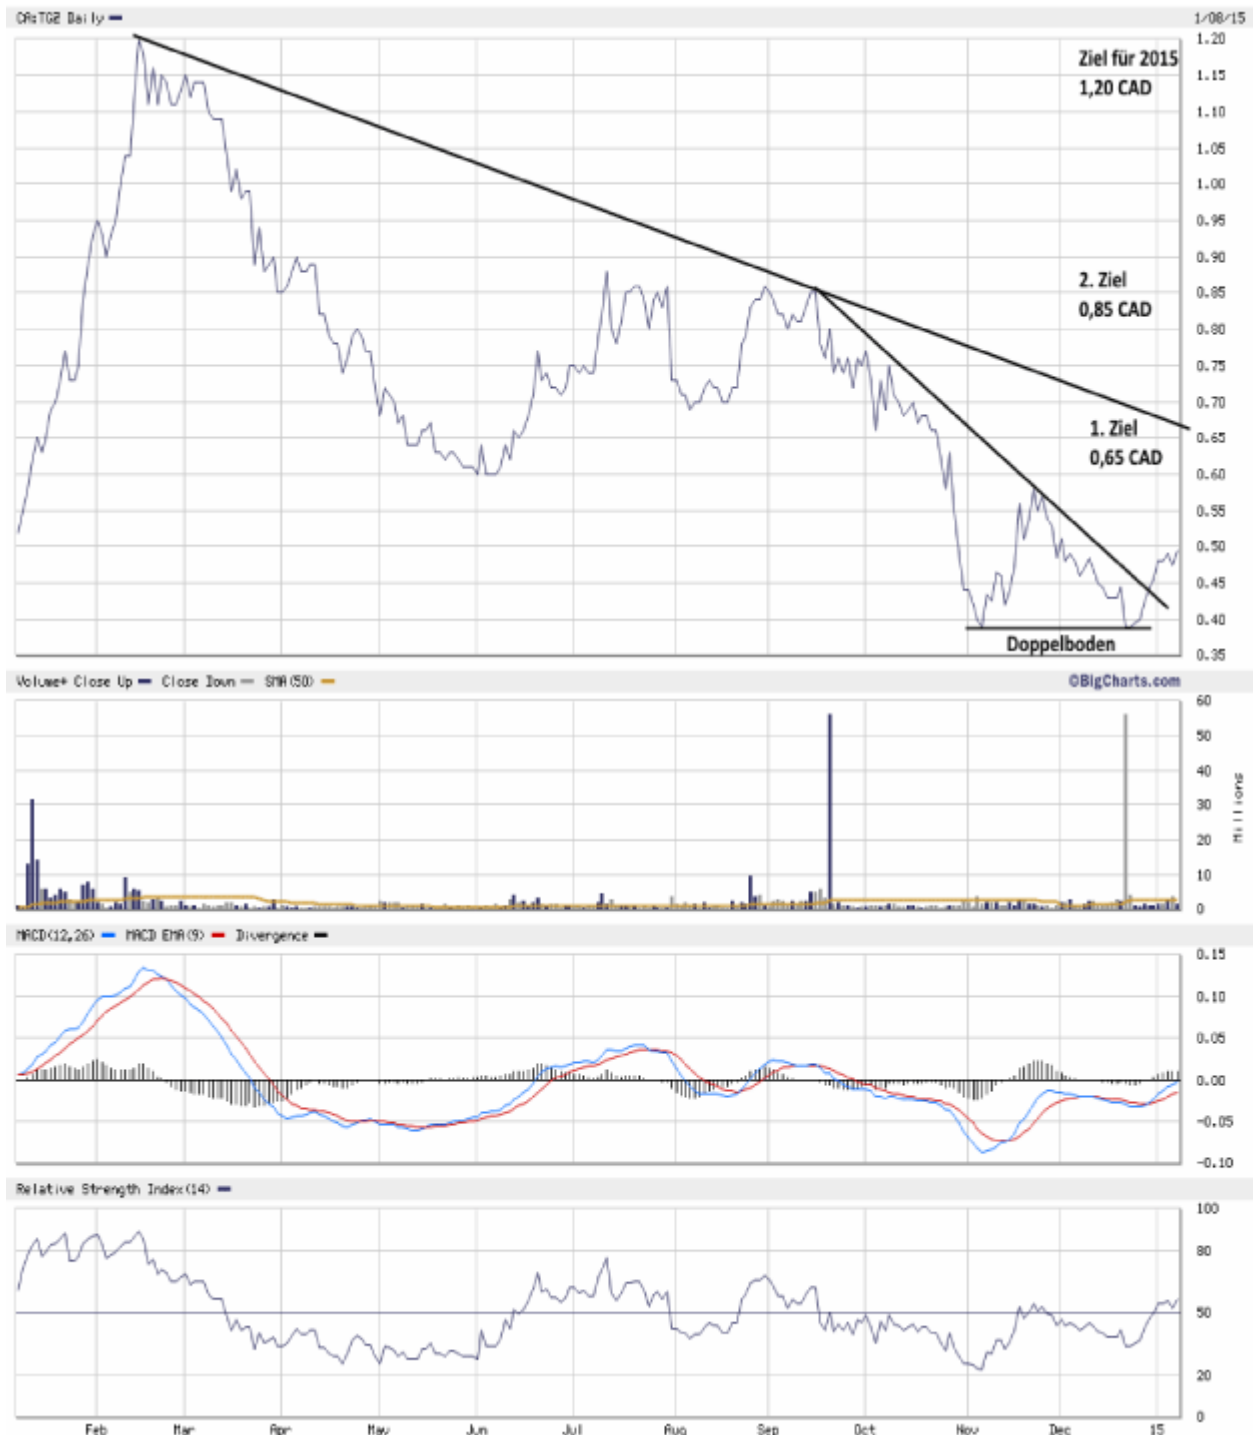 CA:TGZ Daily
1/08/15
1.20
Ziel für 2015
1,20 CAD
1.15
1.10
1.05
1.00
0.95
0.90
2. Ziel
0,85 CAD
0.85
0.80
0.75
0.70
0.65
1. Ziel
0,65 CAD
0.60
0.55
0.50
0.45
0.40
Doppelboden
0.35
Volume+ Close Up Close Down SMA(50)
©BigCharts.com
60
50
40
30
20
10
0
Millions
MACD(12,26) MACD EMA(9) Divergence
0.15
0.10
0.05
0.00
-0.05
-0.10
Relative Strength Index(14)
100
80
50
20
0
Feb Mar Apr May Jun Jul Aug Sep Oct Nov Dec 15